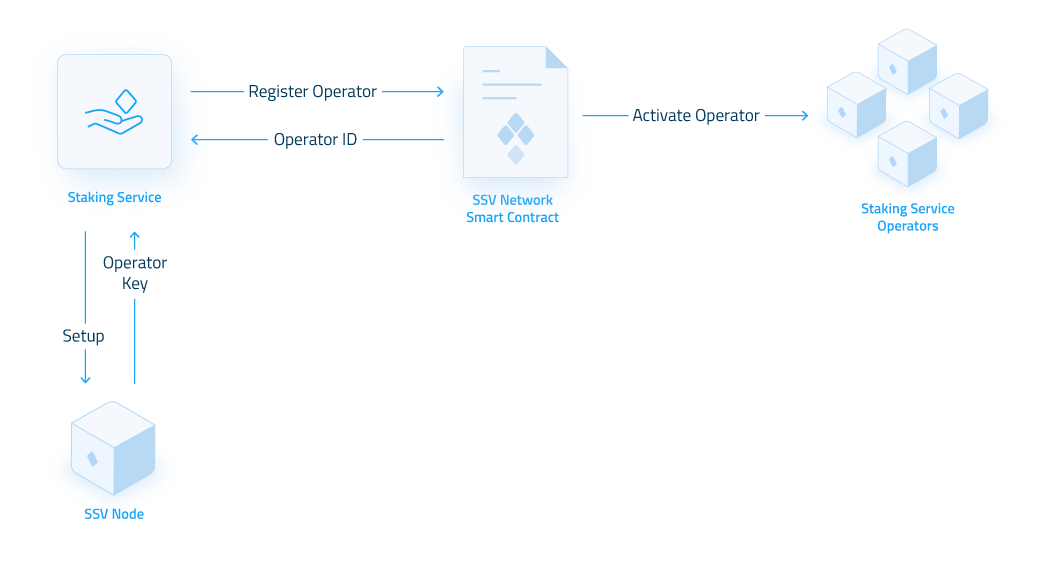 Register Operator
Operator ID
Activate Operator
Staking Service
SSV Network
Smart Contract
Staking Service
Operators
Operator
Key
Setup
SSV Node